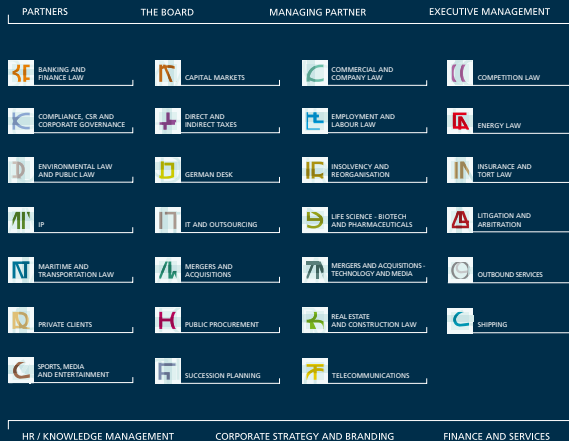 PARTNERS THE BOARD MANAGING PARTNER EXECUTIVE MANAGEMENT
BANKING AND
FINANCE LAW
CAPITAL MARKETS
COMMERCIAL AND
COMPANY LAW
COMPETITION LAW
COMPLIANCE, CSR AND
CORPORATE GOVERNANCE
DIRECT AND
INDIRECT TAXES
EMPLOYMENT AND
LABOUR LAW
ENERGY LAW
ENVIRONMENTAL LAW
AND PUBLIC LAW
GERMAN DESK
INSOLVENCY AND
REORGANISATION
INSURANCE AND
TORT LAW
IP
IT AND OUTSOURCING
LIFE SCIENCE - BIOTECH
AND PHARMACEUTICALS
LITIGATION AND
ARBITRATION
MARITIME AND
TRANSPORTATION LAW
MERGERS AND
ACQUISITIONS
MERGERS AND ACQUISITIONS -
TECHNOLOGY AND MEDIA
OUTBOUND SERVICES
PRIVATE CLIENTS
PUBLIC PROCUREMENT
REAL ESTATE
AND CONSTRUCTION LAW
SHIPPING
SPORTS, MEDIA
AND ENTERTAINMENT
SUCCESSION PLANNING
TELECOMMUNICATIONS
HR / KNOWLEDGE MANAGEMENT CORPORATE STRATEGY AND BRANDING FINANCE AND SERVICES